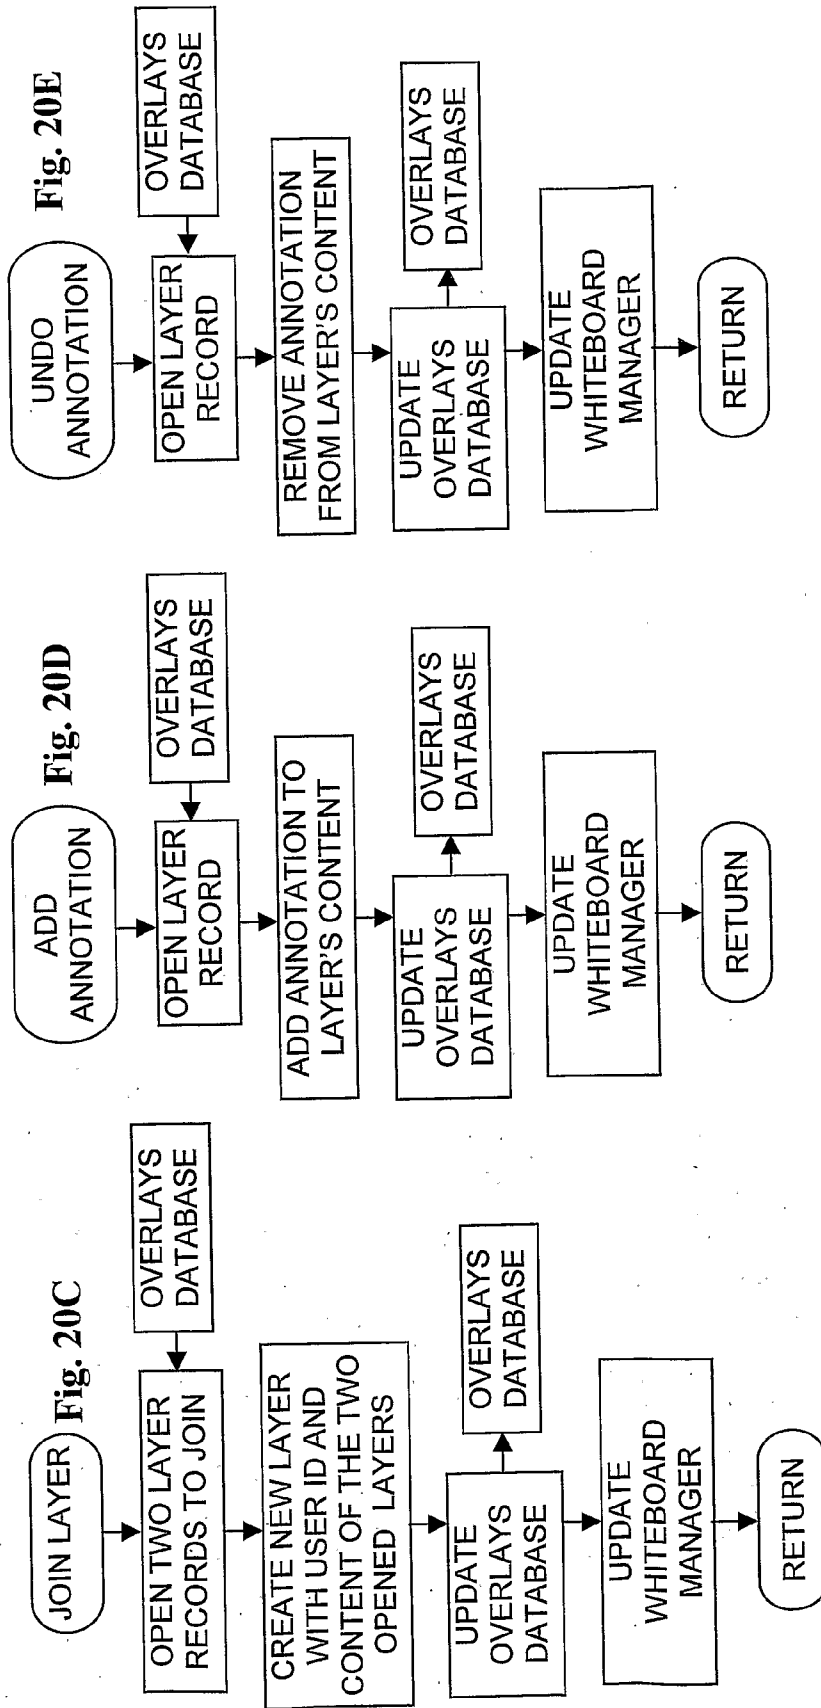 Fig. 20C
JOIN LAYER
OPEN TWO LAYER
RECORDS TO JOIN
OVERLAYS
DATABASE
CREATE NEW LAYER
WITH USER ID AND
CONTENT OF THE TWO
OPENED LAYERS
UPDATE
OVERLAYS
DATABASE
OVERLAYS
DATABASE
UPDATE
WHITEBOARD
MANAGER
RETURN
Fig. 20D
ADD
ANNOTATION
OPEN LAYER
RECORD
OVERLAYS
DATABASE
ADD ANNOTATION TO
LAYER'S CONTENT
UPDATE
OVERLAYS
DATABASE
OVERLAYS
DATABASE
UPDATE
WHITEBOARD
MANAGER
RETURN
Fig. 20E
UNDO
ANNOTATION
OPEN LAYER
RECORD
OVERLAYS
DATABASE
REMOVE ANNOTATION
FROM LAYER'S CONTENT
UPDATE
OVERLAYS
DATABASE
OVERLAYS
DATABASE
UPDATE
WHITEBOARD
MANAGER
RETURN